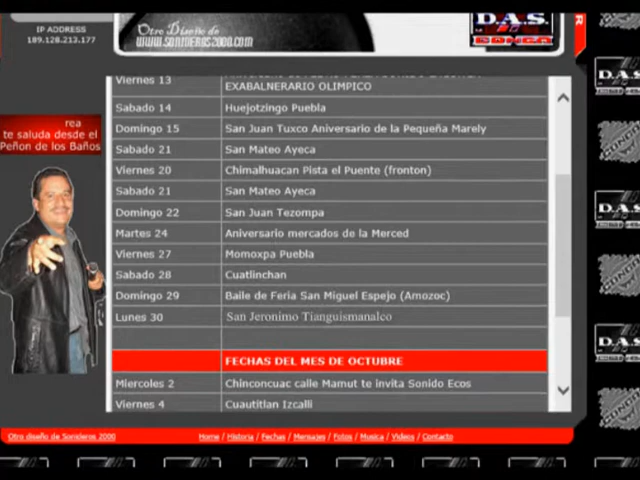 IP ADDRESS
189.128.213.177
Otro Diseño de
WWW.SONIDEROS2000.COM
D.A.S.
CONGO
R
Viernes 13
EXABALNERARIO OLIMPICO
Sabado 14 Huejotzingo Puebla
Domingo 15 San Juan Tuxco Aniversario de la Pequeña Marely
Sabado 21 San Mateo Ayeca
Viernes 20 Chimalhuacan Pista el Puente (fronton)
Sabado 21 San Mateo Ayeca
Domingo 22 San Juan Tezompa
Martes 24 Aniversario mercados de la Merced
Viernes 27 Momoxpa Puebla
Sabado 28 Cuatlinchan
Domingo 29 Baile de Feria San Miguel Espejo (Amozoc)
Lunes 30 San Jeronimo Tianguismanalco
FECHAS DEL MES DE OCTUBRE
Miercoles 2 Chinconcuac calle Mamut te invita Sonido Ecos
Viernes 4 Cuautitlan Izcalli
rea
te saluda desde el
Peñon de los Baños
Otro diseño de Sonideros 2000
Home / Historia / Fechas / Mensajes / Fotos / Musica / Videos / Contacto
D.A.S.
CONGO
D.A.S.
D.A.S.